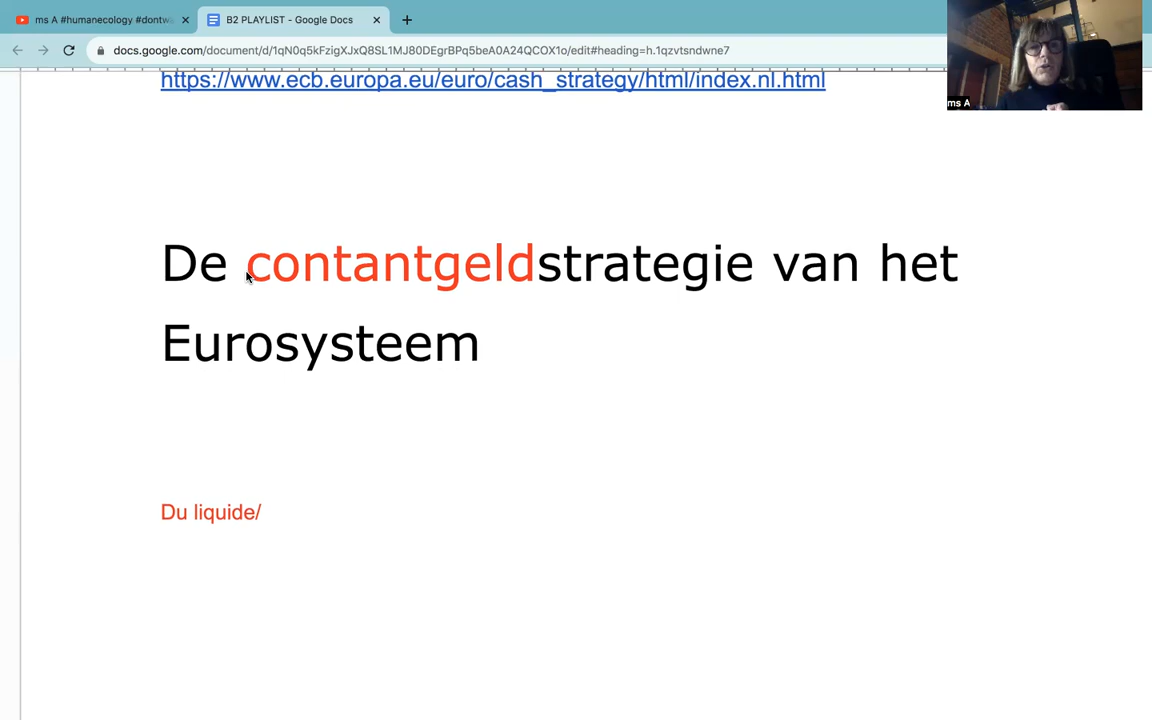 ms A #humanecology #dontw
B2 PLAYLIST - Google Docs
docs.google.com/document/d/1qN0q5kFzigXJxQ8SL1MJ80DEgrBPq5beA0A24QCOX1o/edit#heading=h.1qzvtsndwne7
https://www.ecb.europa.eu/euro/cash_strategy/html/index.nl.html
ms A
De contantgeldstrategie van het
Eurosysteem
Du liquide/